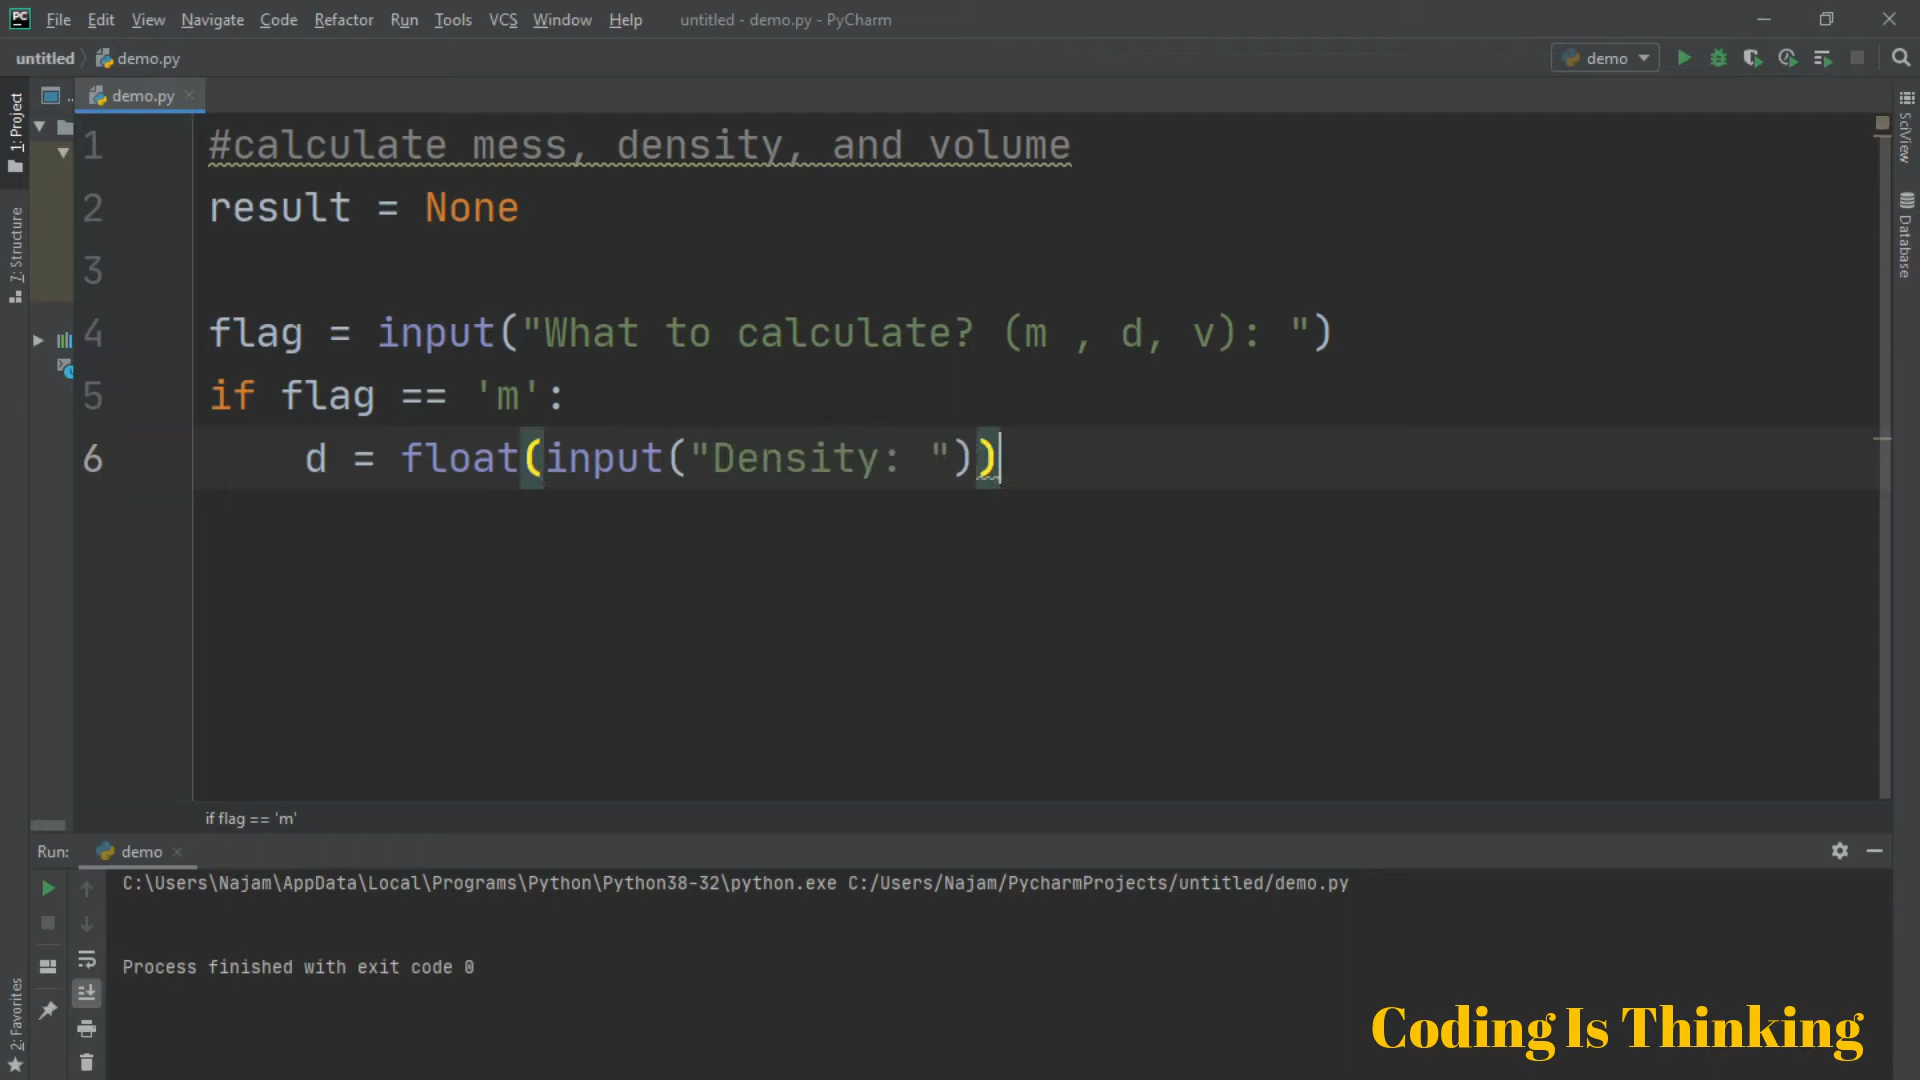 PC File Edit View Navigate Code Refactor Run Tools VCS Window Help untitled - demo.py - PyCharm
untitled demo.py demo
1: Project .. demo.py
1 #calculate mess, density, and volume
2 result = None
3
4 flag = input("What to calculate? (m , d, v): ")
5 if flag == 'm':
6 d = float(input("Density: "))
7: Structure
SciView
Database
if flag == 'm'
Run: demo
C:\Users\Najam\AppData\Local\Programs\Python\Python38-32\python.exe C:/Users/Najam/PycharmProjects/untitled/demo.py
Process finished with exit code 0
2: Favorites
Coding Is Thinking